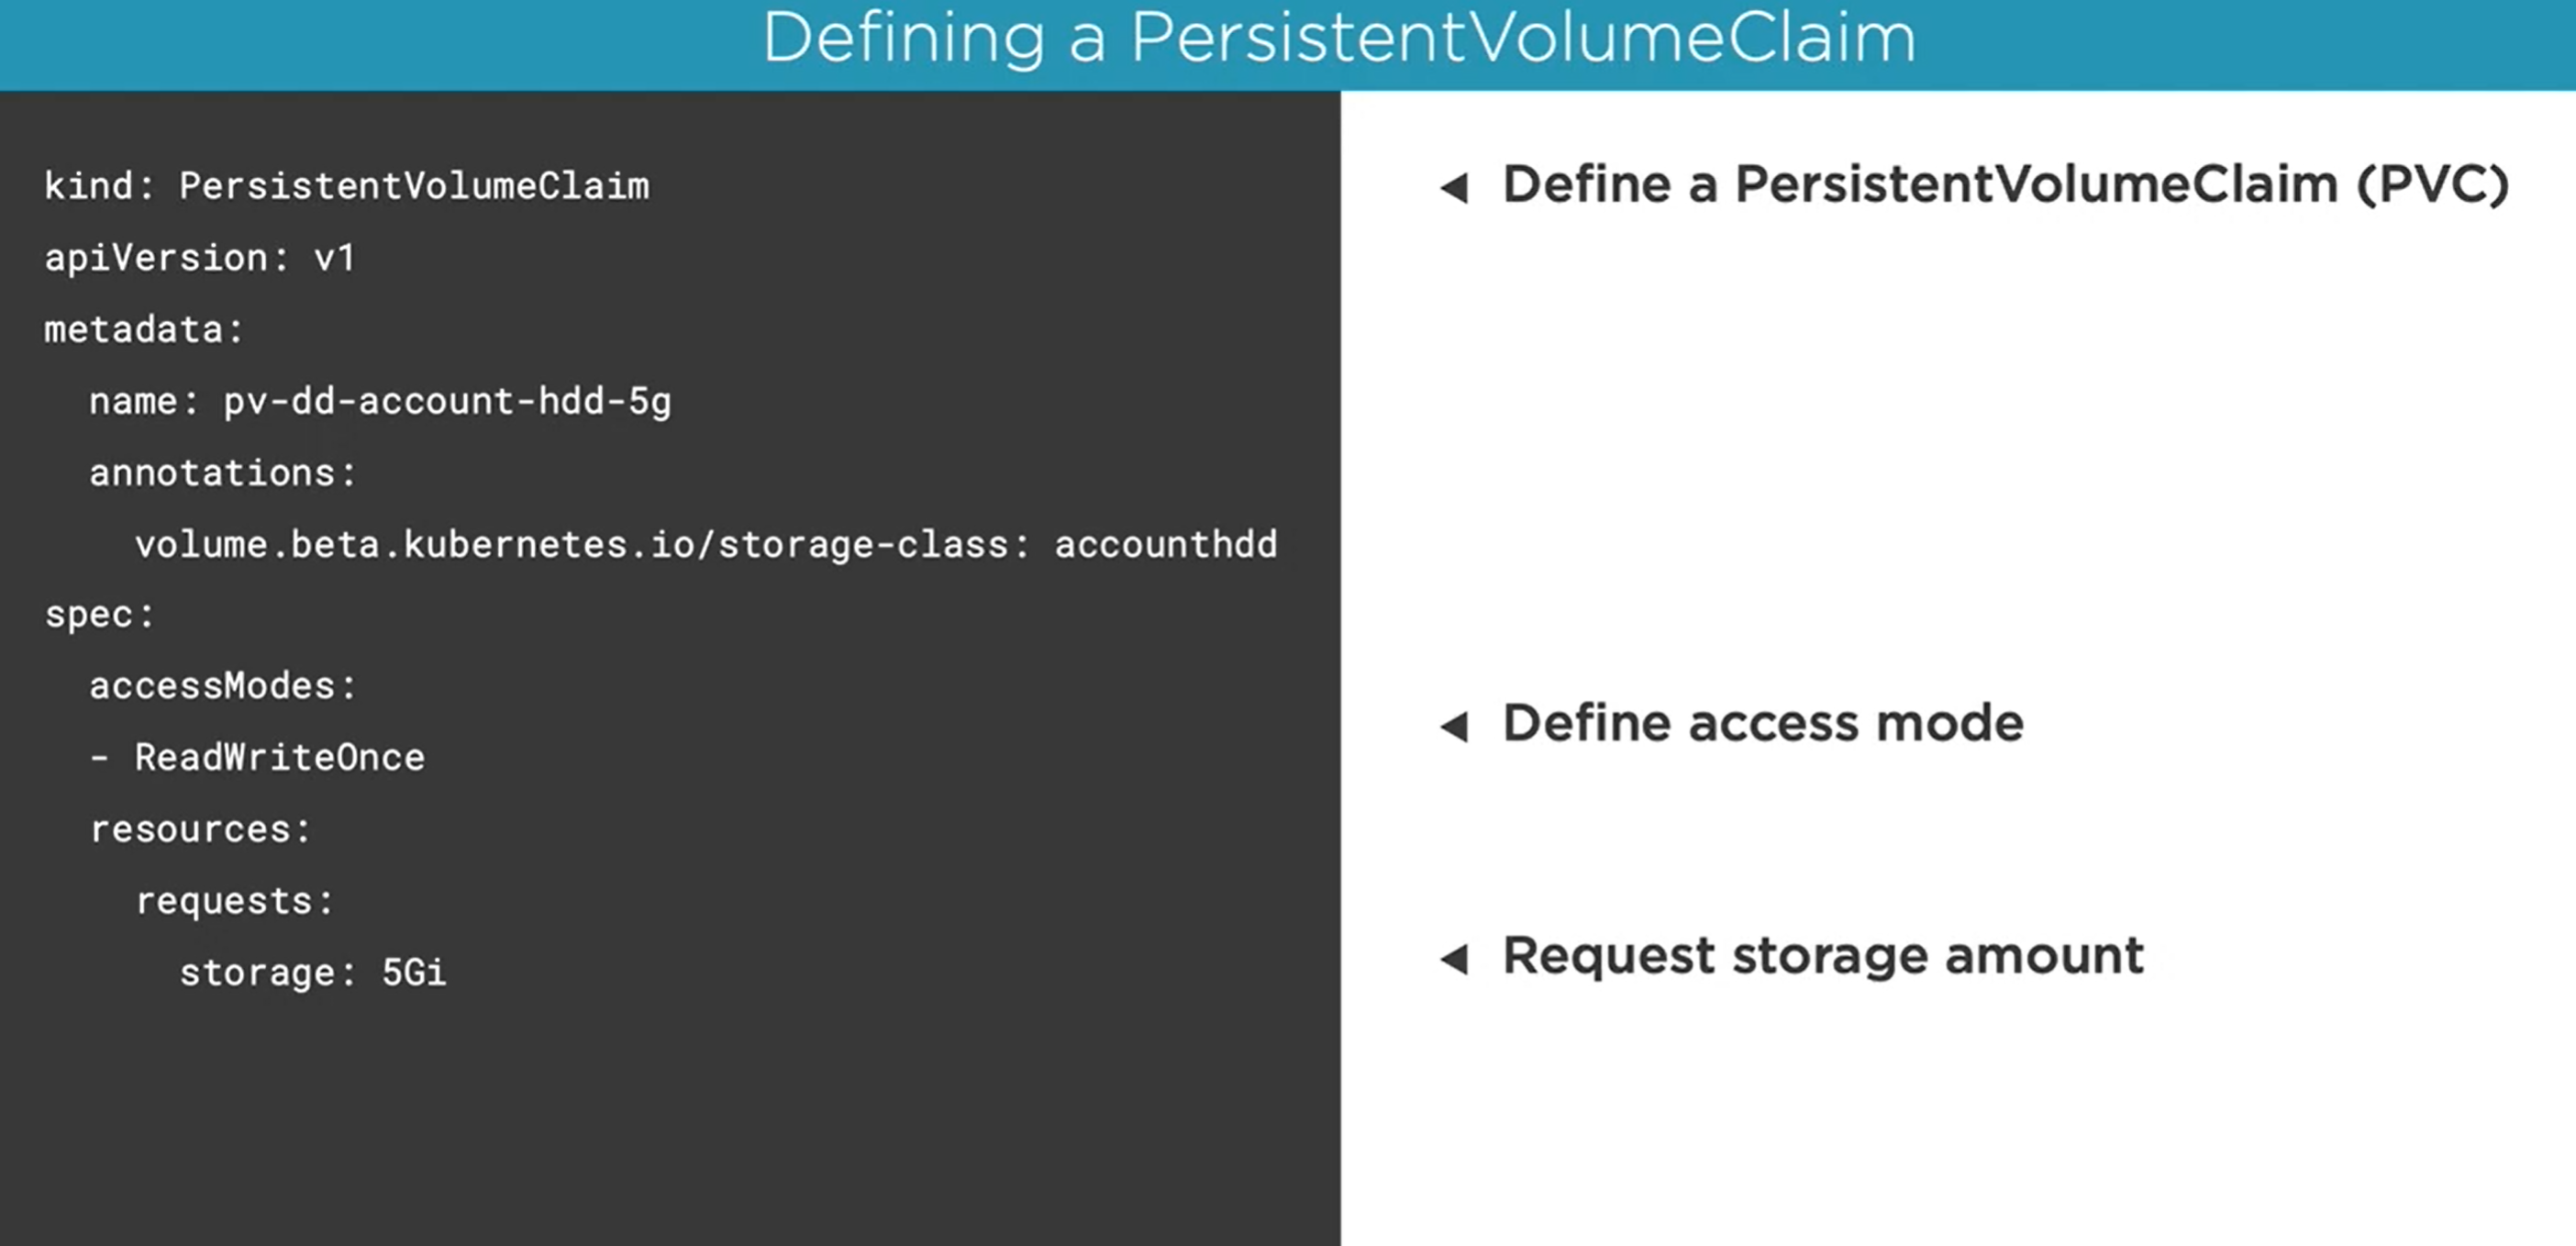 Defining a PersistentVolumeClaim
kind: PersistentVolumeClaim
apiVersion: v1
metadata:
  name: pv-dd-account-hdd-5g
  annotations:
    volume.beta.kubernetes.io/storage-class: accounthdd
spec:
  accessModes:
  - ReadWriteOnce
  resources:
    requests:
      storage: 5Gi
◄ Define a PersistentVolumeClaim (PVC)
◄ Define access mode
◄ Request storage amount